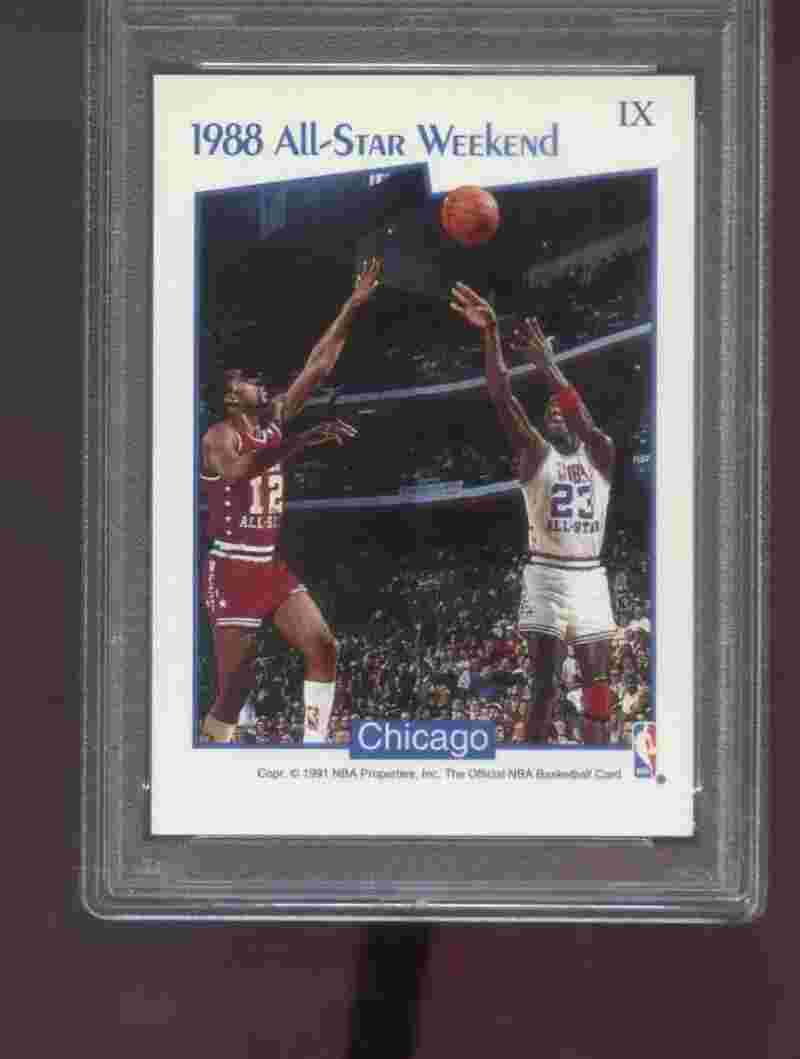 IX
1988 All-Star Weekend
12
ALL-S
NBA
23
ALL-STAR
Chicago
Copr. © 1991 NBA Properties, Inc. The Official NBA Basketball Card